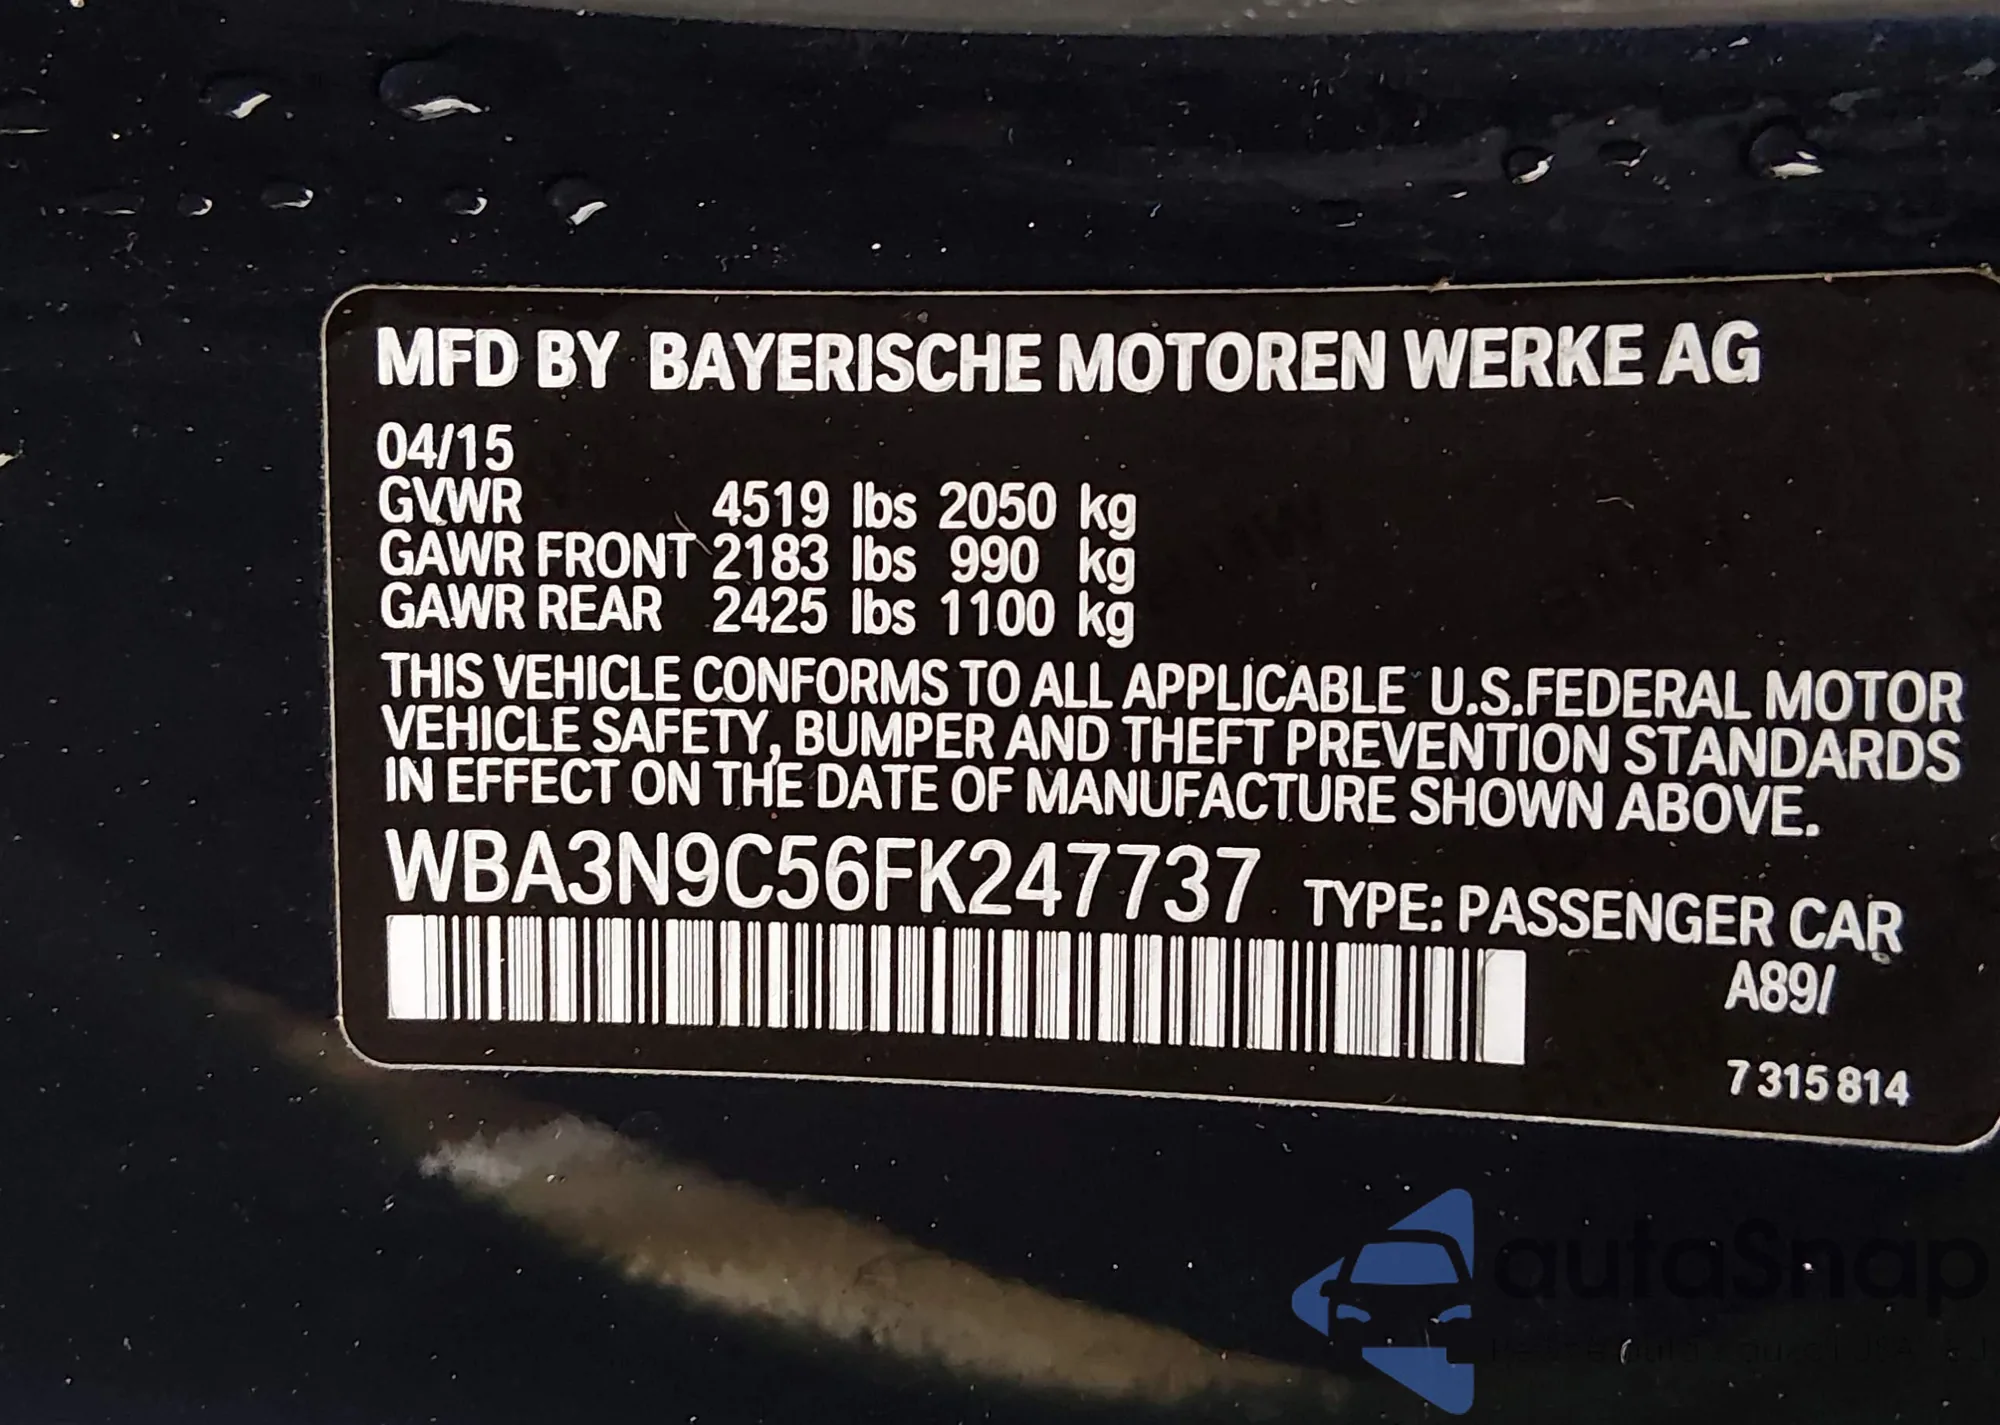 MFD BY BAYERISCHE MOTOREN WERKE AG
04/15
GVWR 4519 lbs 2050 kg
GAWR FRONT 2183 lbs 990 kg
GAWR REAR 2425 lbs 1100 kg
THIS VEHICLE CONFORMS TO ALL APPLICABLE U.S.FEDERAL MOTOR
VEHICLE SAFETY, BUMPER AND THEFT PREVENTION STANDARDS
IN EFFECT ON THE DATE OF MANUFACTURE SHOWN ABOVE.
WBA3N9C56FK247737 TYPE: PASSENGER CAR
A89/
7 315 814
autaSnap